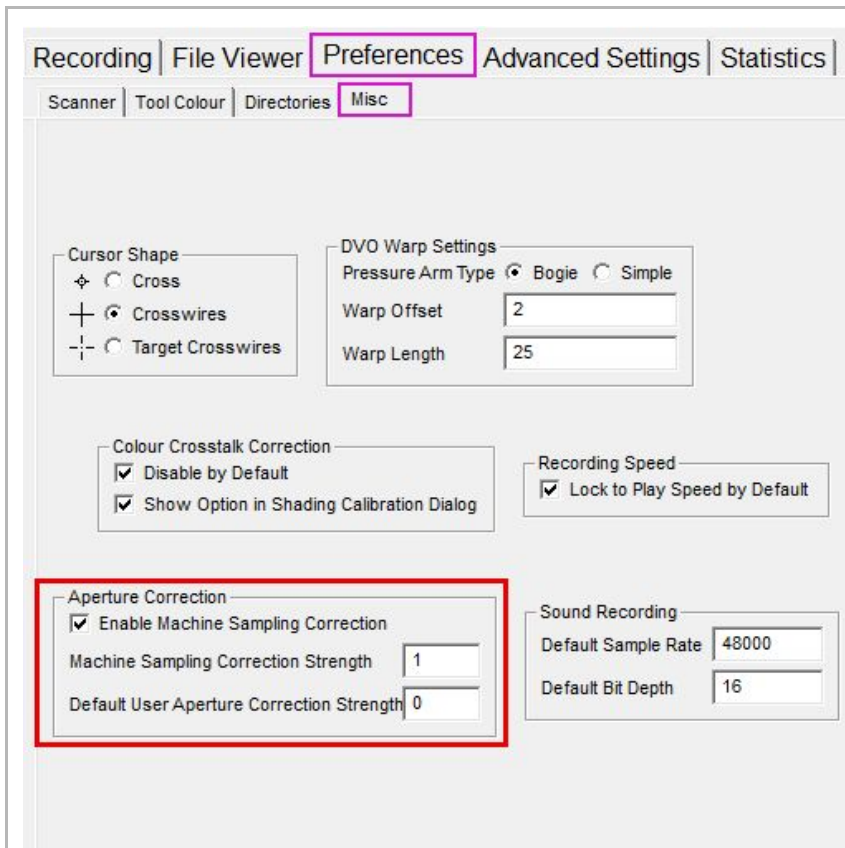 Recording File Viewer Preferences Advanced Settings Statistics
Scanner Tool Colour Directories Misc
Cursor Shape
Cross
Crosswires
Target Crosswires
DVO Warp Settings
Pressure Arm Type Bogie Simple
Warp Offset 2
Warp Length 25
Colour Crosstalk Correction
Disable by Default
Show Option in Shading Calibration Dialog
Recording Speed
Lock to Play Speed by Default
Aperture Correction
Enable Machine Sampling Correction
Machine Sampling Correction Strength 1
Default User Aperture Correction Strength 0
Sound Recording
Default Sample Rate 48000
Default Bit Depth 16